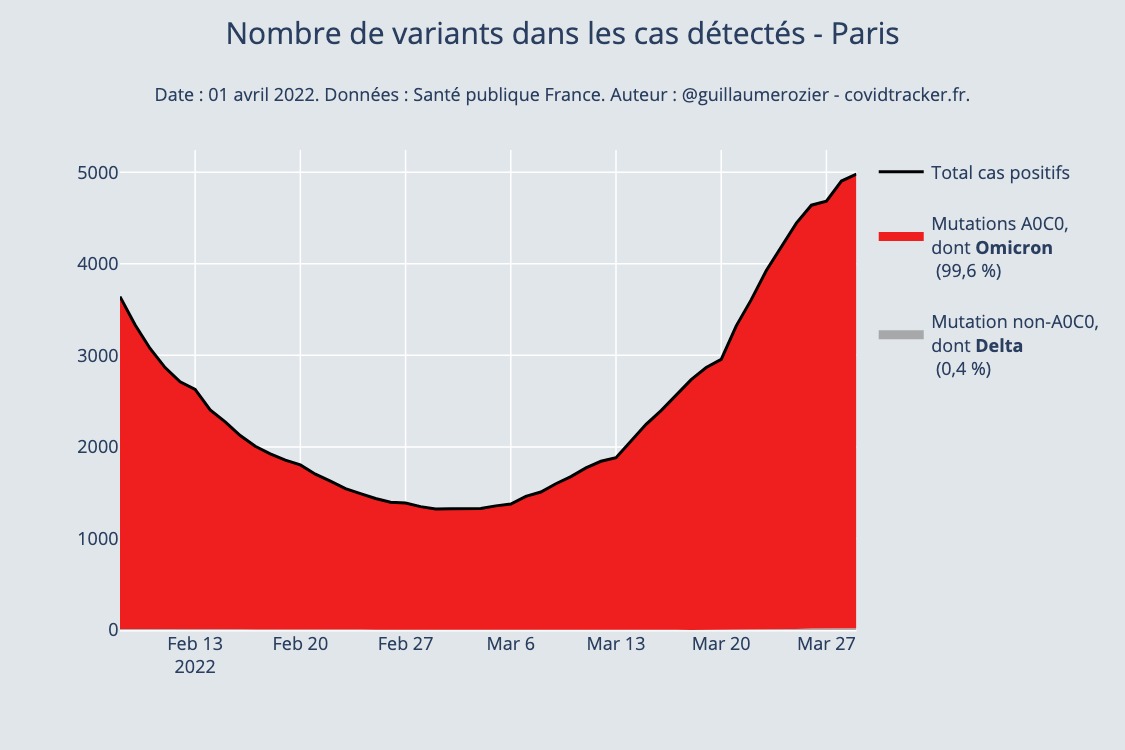 Nombre de variants dans les cas détectés - Paris
Date : 01 avril 2022. Données : Santé publique France. Auteur : @guillaumerozier - covidtracker.fr.
5000
4000
3000
2000
1000
0
Feb 13
2022
Feb 20
Feb 27
Mar 6
Mar 13
Mar 20
Mar 27
Total cas positifs
Mutations A0C0,
dont Omicron
(99,6 %)
Mutation non-A0C0,
dont Delta
(0,4 %)